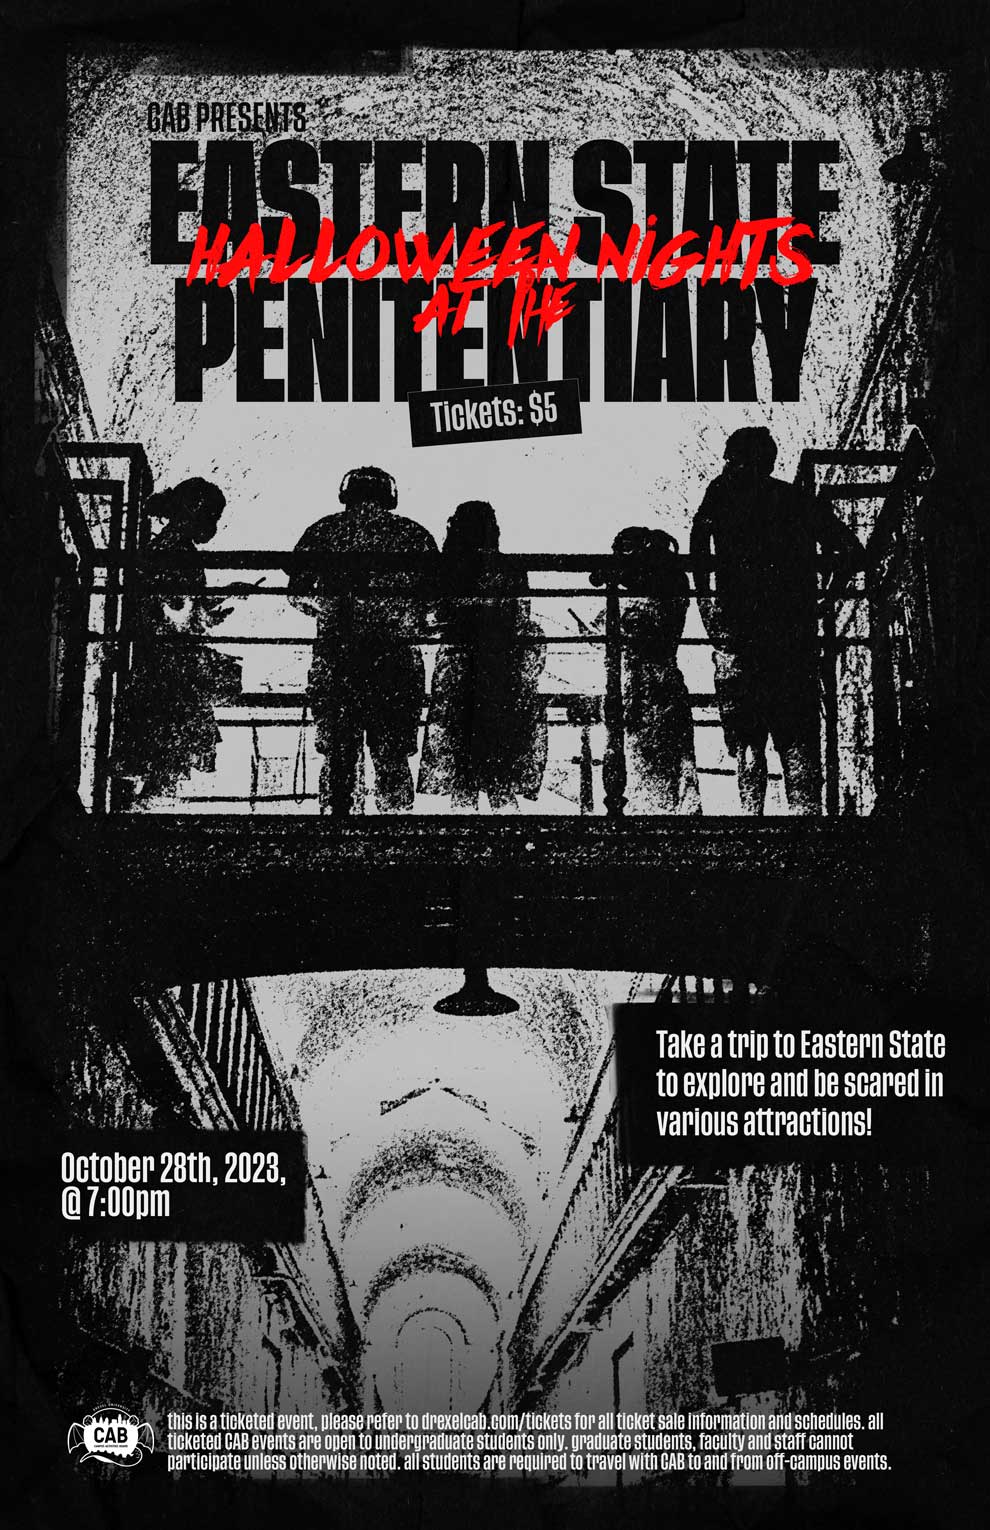 CAB PRESENTS
EASTERN STATE
HALLOWEEN NIGHTS
AT THE
PENITENTIARY
Tickets: $5
Take a trip to Eastern State
to explore and be scared in
various attractions!
October 28th, 2023,
@ 7:00pm
CAB
this is a ticketed event, please refer to drexelcab.com/tickets for all ticket sale information and schedules. all
ticketed CAB events are open to undergraduate students only. graduate students, faculty and staff cannot
participate unless otherwise noted. all students are required to travel with CAB to and from off-campus events.